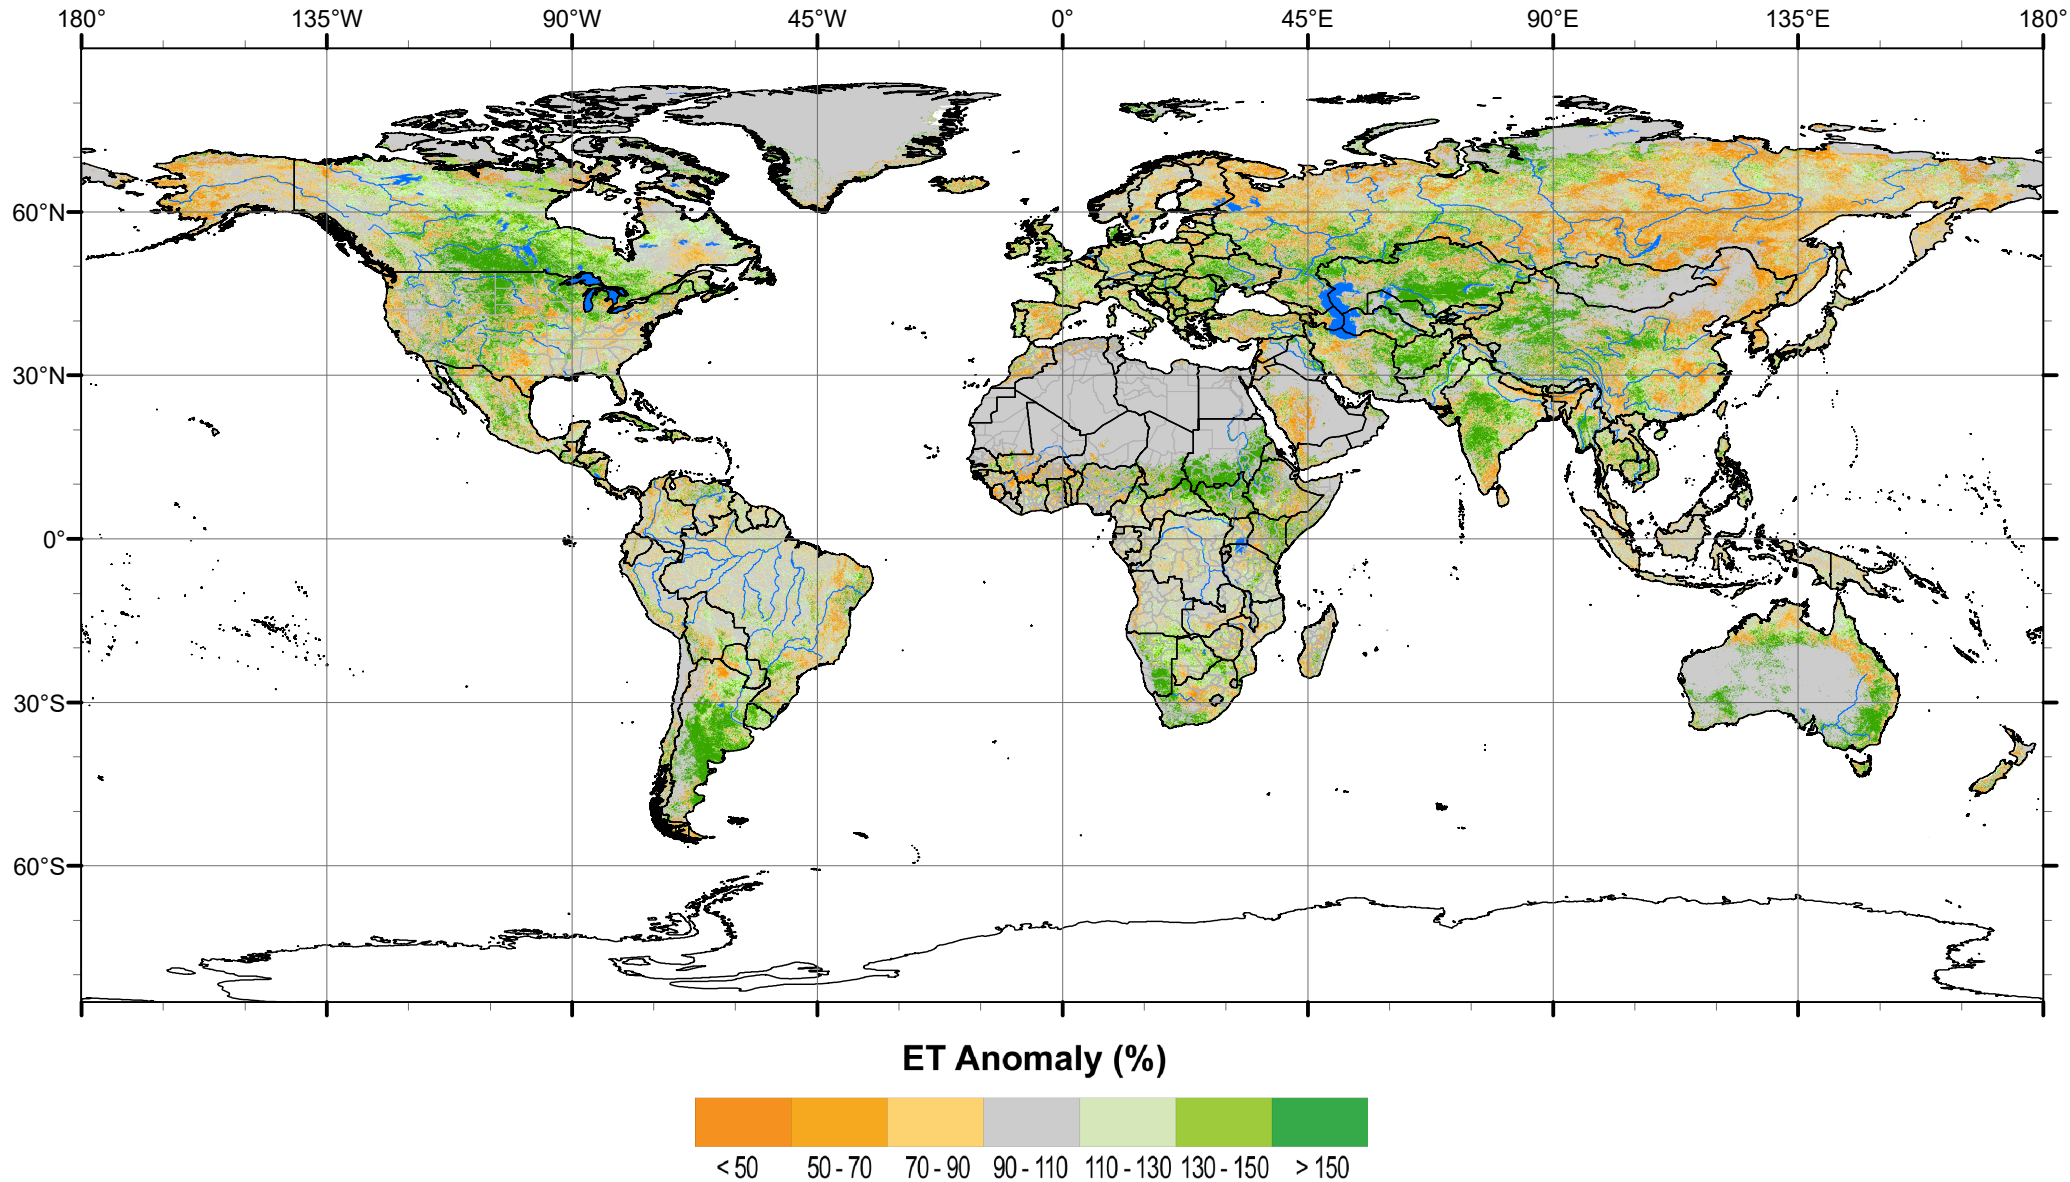 180° 135°W 90°W 45°W 0° 45°E 90°E 135°E 180°
60°N
30°N
0°
30°S
60°S
ET Anomaly (%)
< 50 50 - 70 70 - 90 90 - 110 110 - 130 130 - 150 > 150